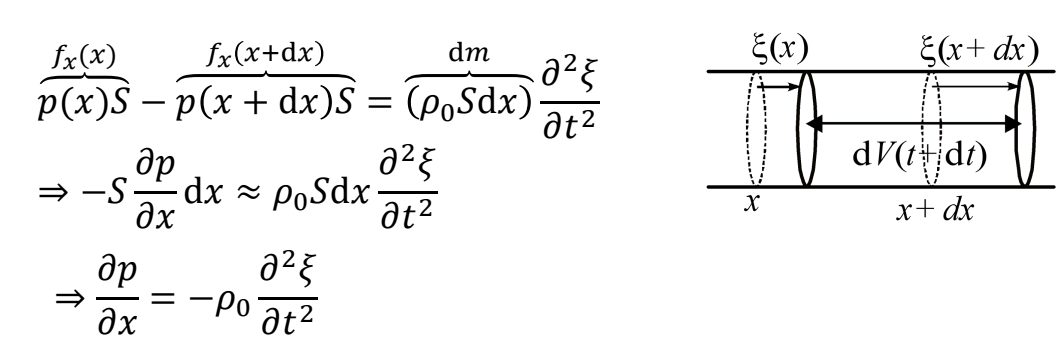 f_x(x) f_x(x+dx) dm
p(x)S − p(x + dx)S = (ρ₀Sdx) ∂²ξ/∂t²
⇒ −S ∂p/∂x dx ≈ ρ₀Sdx ∂²ξ/∂t²
⇒ ∂p/∂x = −ρ₀ ∂²ξ/∂t²
ξ(x) ξ(x+ dx)
dV(t+dt)
x x+ dx